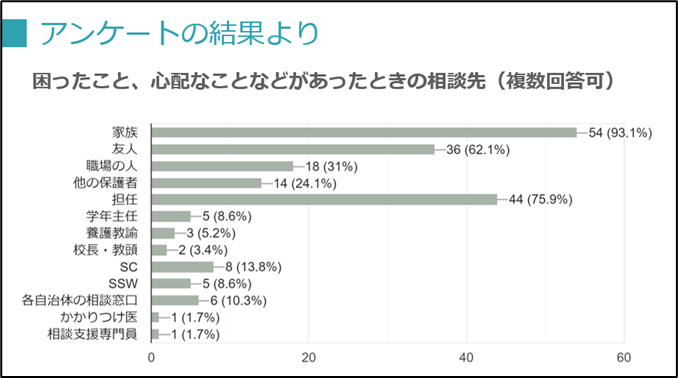 アンケートの結果より
困ったこと、心配なことなどがあったときの相談先（複数回答可）
家族 54 (93.1%)
友人 36 (62.1%)
職場の人 18 (31%)
他の保護者 14 (24.1%)
担任 44 (75.9%)
学年主任 5 (8.6%)
養護教諭 3 (5.2%)
校長・教頭 2 (3.4%)
SC 8 (13.8%)
SSW 5 (8.6%)
各自治体の相談窓口 6 (10.3%)
かかりつけ医 1 (1.7%)
相談支援専門員 1 (1.7%)
0 20 40 60